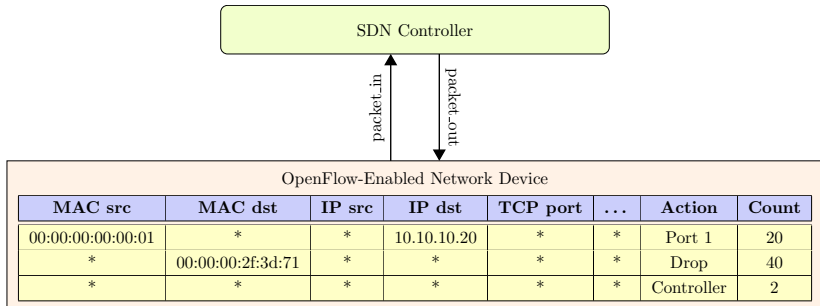 SDN Controller
packet_in
packet_out
OpenFlow-Enabled Network Device
MAC src MAC dst IP src IP dst TCP port ... Action Count
00:00:00:00:00:01 * * 10.10.10.20 * * Port 1 20
* 00:00:00:2f:3d:71 * * * * Drop 40
* * * * * * Controller 2